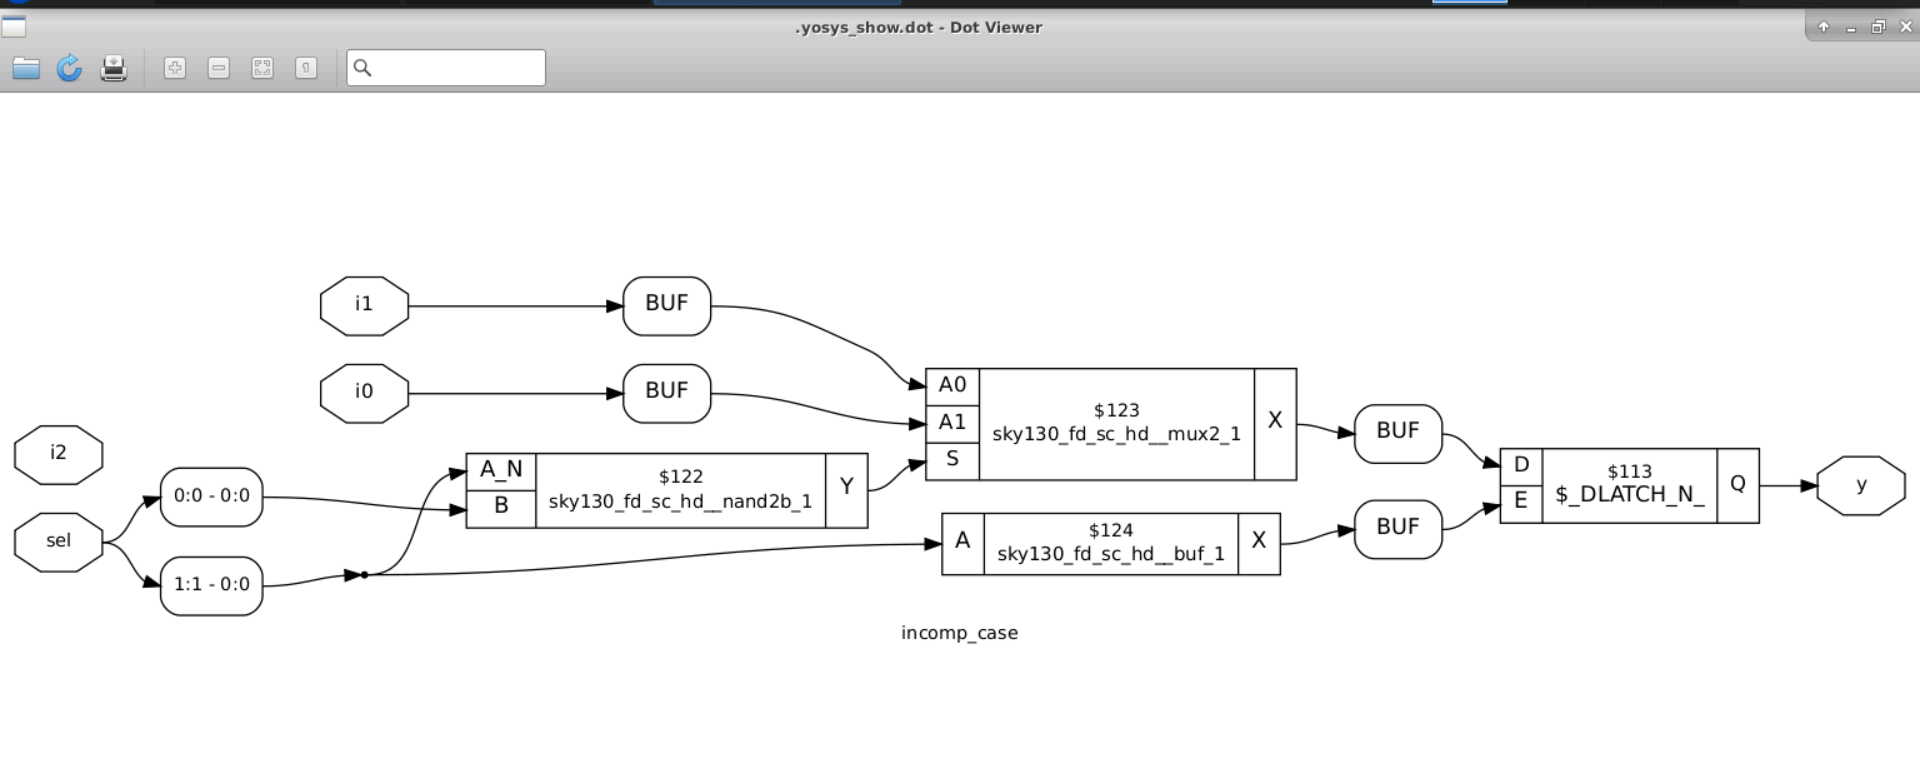 .yosys_show.dot - Dot Viewer
i1
BUF
i0
BUF
A0
A1
S
$123
sky130_fd_sc_hd__mux2_1
X
BUF
i2
sel
0:0 - 0:0
1:1 - 0:0
A_N
B
$122
sky130_fd_sc_hd__nand2b_1
Y
A
$124
sky130_fd_sc_hd__buf_1
X
BUF
D
E
$113
$_DLATCH_N_
Q
y
incomp_case